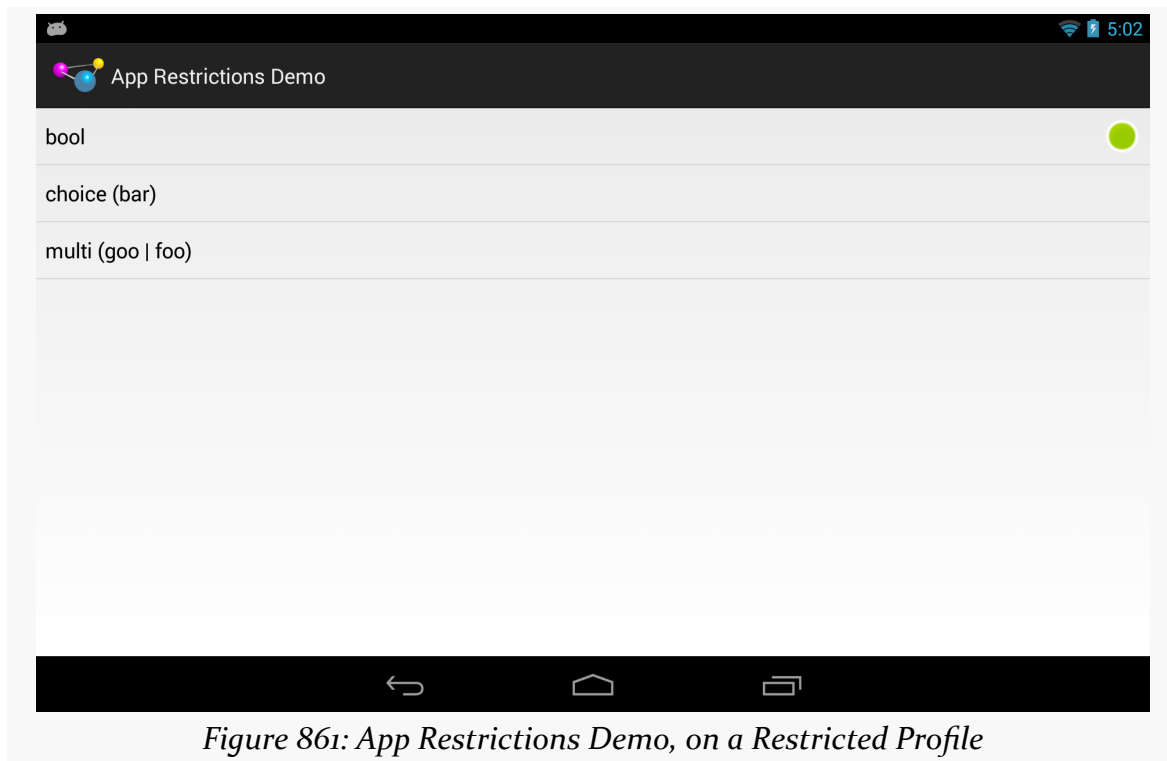 5:02
App Restrictions Demo
bool
choice (bar)
multi (goo | foo)
Figure 861: App Restrictions Demo, on a Restricted Profile